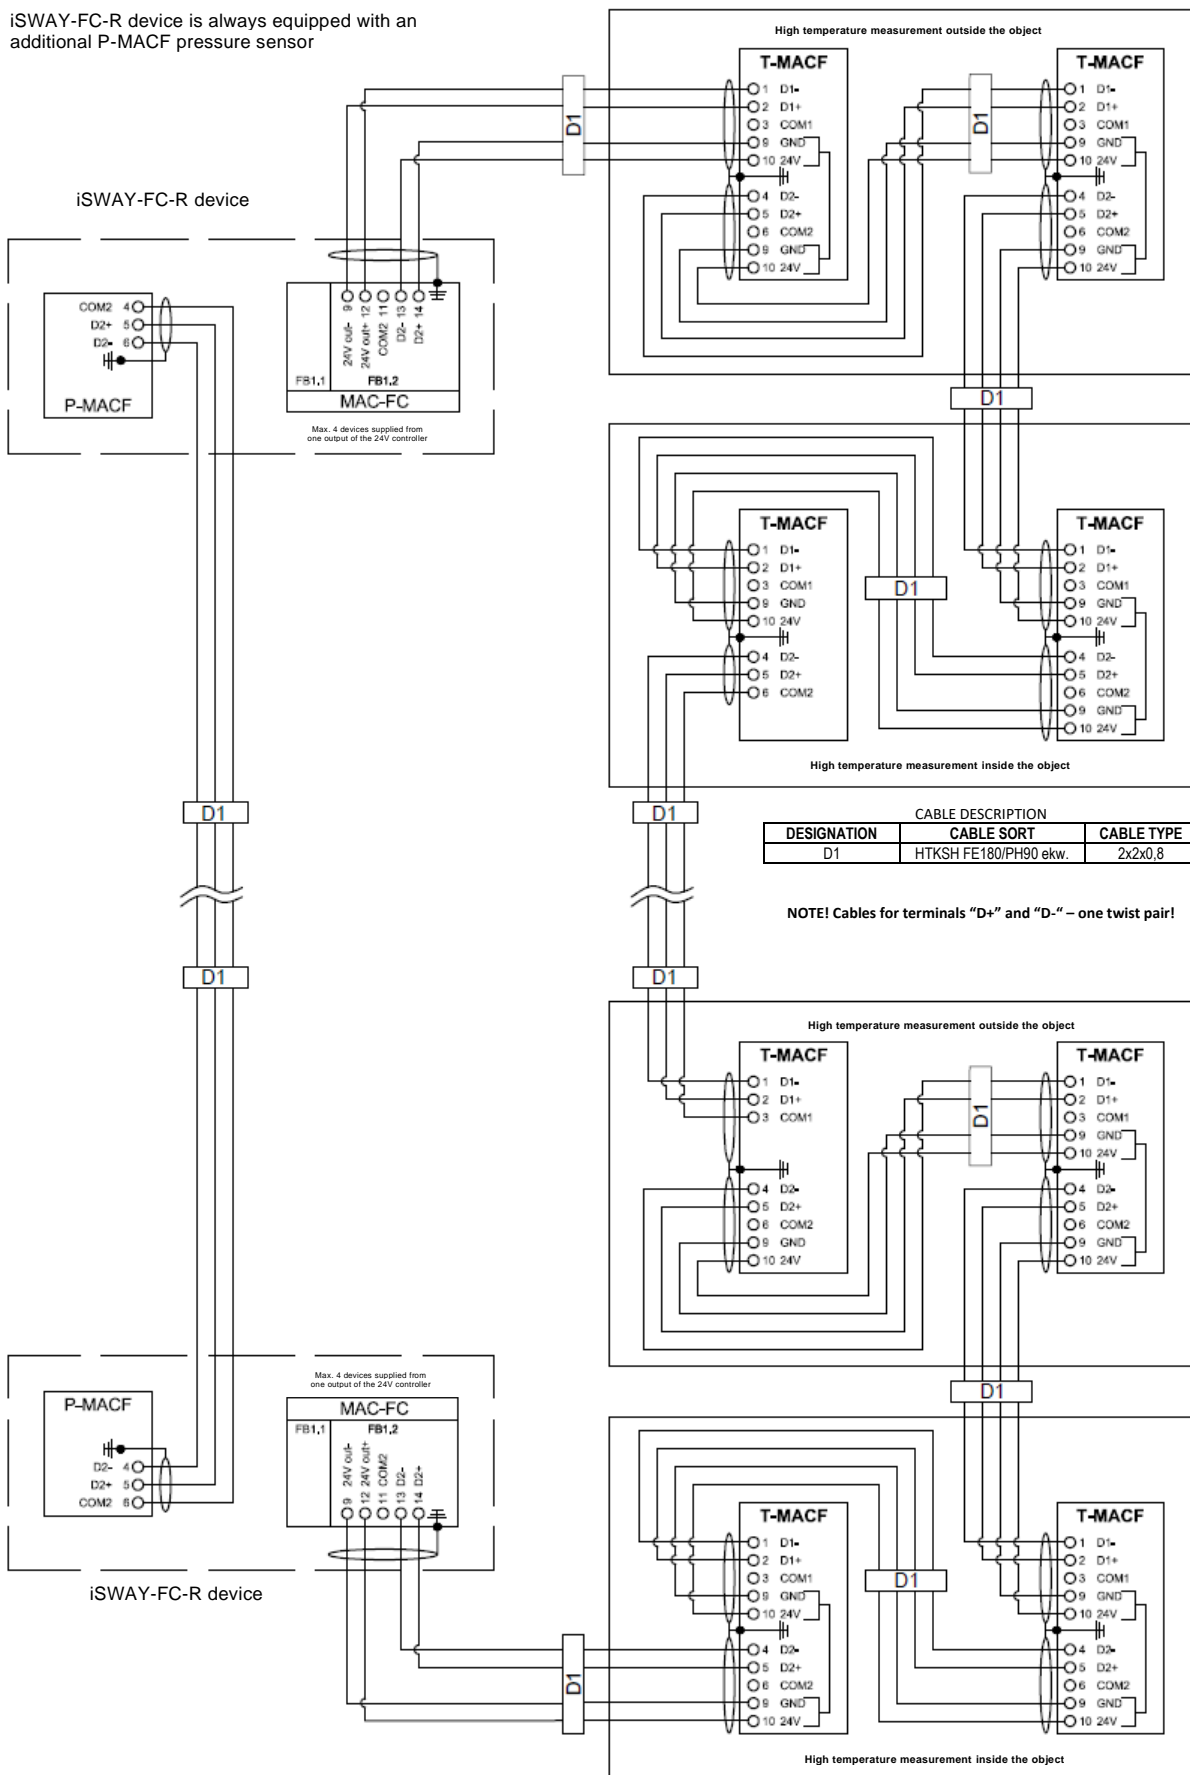 iSWAY-FC-R device is always equipped with an
additional P-MACF pressure sensor
High temperature measurement outside the object
T-MACF
1 D1-
2 D1+
3 COM1
9 GND
10 24V
4 D2-
5 D2+
6 COM2
9 GND
10 24V
D1
D1
T-MACF
1 D1-
2 D1+
3 COM1
9 GND
10 24V
4 D2-
5 D2+
6 COM2
9 GND
10 24V
iSWAY-FC-R device
COM2 4
D2+ 5
D2- 6
P-MACF
9 24V out-
12 24V out+
11 COM2
13 D2-
14 D2+
FB1,1 FB1,2
MAC-FC
Max. 4 devices supplied from
one output of the 24V controller
D1
T-MACF
1 D1-
2 D1+
3 COM1
9 GND
10 24V
4 D2-
5 D2+
6 COM2
D1
T-MACF
1 D1-
2 D1+
3 COM1
9 GND
10 24V
4 D2-
5 D2+
6 COM2
9 GND
10 24V
High temperature measurement inside the object
D1
D1
CABLE DESCRIPTION
DESIGNATION CABLE SORT CABLE TYPE
D1 HTKSH FE180/PH90 ekw. 2x2x0,8
NOTE! Cables for terminals “D+” and “D-“ – one twist pair!
D1
D1
High temperature measurement outside the object
T-MACF
1 D1-
2 D1+
3 COM1
4 D2-
5 D2+
6 COM2
9 GND
10 24V
D1
T-MACF
1 D1-
2 D1+
3 COM1
9 GND
10 24V
4 D2-
5 D2+
6 COM2
9 GND
10 24V
D1
P-MACF
D2- 4
D2+ 5
COM2 6
Max. 4 devices supplied from
one output of the 24V controller
MAC-FC
FB1,1 FB1,2
9 24V out-
12 24V out+
11 COM2
13 D2-
14 D2+
iSWAY-FC-R device
D1
T-MACF
1 D1-
2 D1+
3 COM1
9 GND
10 24V
4 D2-
5 D2+
6 COM2
9 GND
10 24V
D1
T-MACF
1 D1-
2 D1+
3 COM1
9 GND
10 24V
4 D2-
5 D2+
6 COM2
9 GND
10 24V
High temperature measurement inside the object